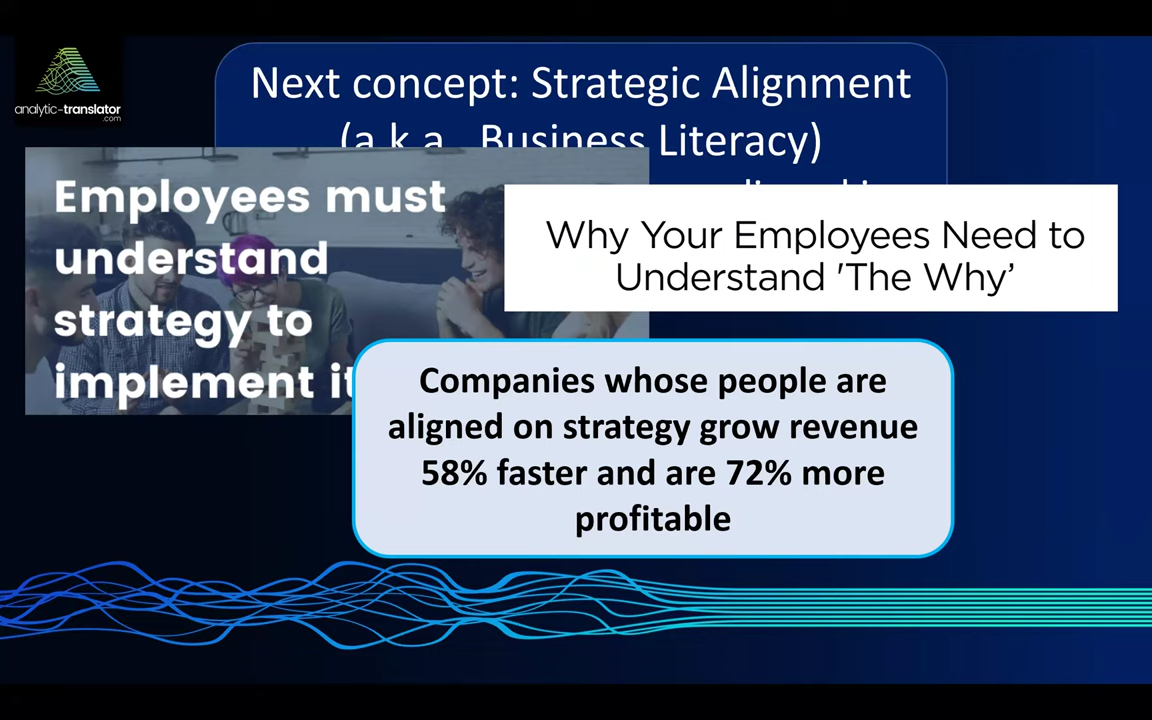 analytic-translator
.com
Next concept: Strategic Alignment
(a.k.a. Business Literacy)
Employees must
understand
strategy to
implement it
Why Your Employees Need to
Understand 'The Why’
Companies whose people are
aligned on strategy grow revenue
58% faster and are 72% more
profitable